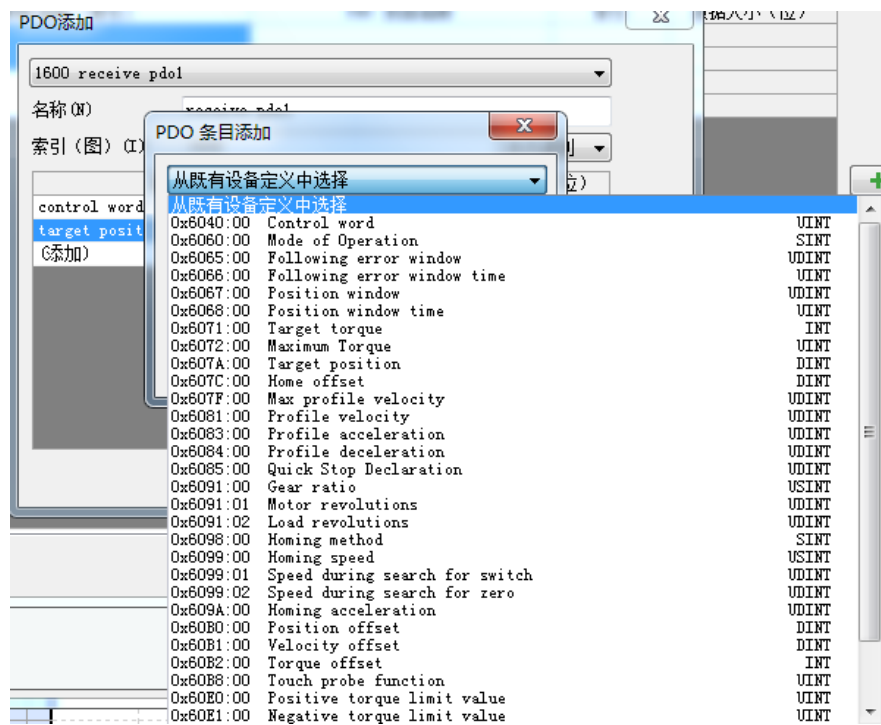 PDO添加
1600 receive pdo1
名称(N)
索引（图）(I)
PDO 条目添加
从既有设备定义中选择
位）
control word
target posit
(添加)
从既有设备定义中选择
0x6040:00 Control word UINT
0x6060:00 Mode of Operation SINT
0x6065:00 Following error window UDINT
0x6066:00 Following error window time UINT
0x6067:00 Position window UDINT
0x6068:00 Position window time UINT
0x6071:00 Target torque INT
0x6072:00 Maximum Torque UINT
0x607A:00 Target position DINT
0x607C:00 Home offset DINT
0x607F:00 Max profile velocity UDINT
0x6081:00 Profile velocity UDINT
0x6083:00 Profile acceleration UDINT
0x6084:00 Profile deceleration UDINT
0x6085:00 Quick Stop Declaration UDINT
0x6091:00 Gear ratio USINT
0x6091:01 Motor revolutions UDINT
0x6091:02 Load revolutions UDINT
0x6098:00 Homing method SINT
0x6099:00 Homing speed USINT
0x6099:01 Speed during search for switch UDINT
0x6099:02 Speed during search for zero UDINT
0x609A:00 Homing acceleration UDINT
0x60B0:00 Position offset DINT
0x60B1:00 Velocity offset DINT
0x60B2:00 Torque offset INT
0x60B8:00 Touch probe function UINT
0x60E0:00 Positive torque limit value UINT
0x60E1:00 Negative torque limit value UINT